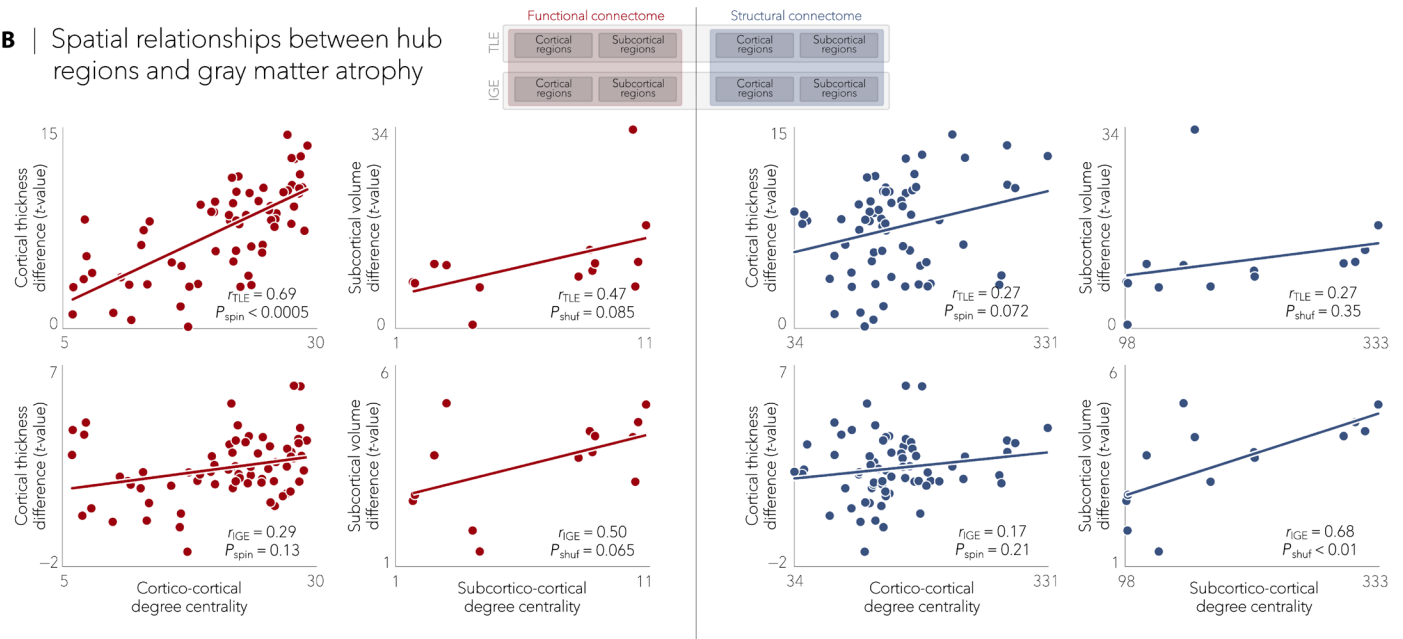 B | Spatial relationships between hub
regions and gray matter atrophy
Functional connectome
Structural connectome
TLE
Cortical regions
Subcortical regions
Cortical regions
Subcortical regions
IGE
Cortical regions
Subcortical regions
Cortical regions
Subcortical regions
Cortical thickness
difference (t-value)
15
0
5
30
rTLE = 0.69
Pspin < 0.0005
Subcortical volume
difference (t-value)
34
0
1
11
rTLE = 0.47
Pshuf = 0.085
Cortical thickness
difference (t-value)
15
0
34
331
rTLE = 0.27
Pspin = 0.072
Subcortical volume
difference (t-value)
34
0
98
333
rTLE = 0.27
Pshuf = 0.35
Cortical thickness
difference (t-value)
7
−2
5
30
rIGE = 0.29
Pspin = 0.13
Cortico-cortical
degree centrality
Subcortical volume
difference (t-value)
6
1
1
11
rIGE = 0.50
Pshuf = 0.065
Subcortico-cortical
degree centrality
Cortical thickness
difference (t-value)
7
−2
34
331
rIGE = 0.17
Pspin = 0.21
Cortico-cortical
degree centrality
Subcortical volume
difference (t-value)
6
1
98
333
rIGE = 0.68
Pshuf < 0.01
Subcortico-cortical
degree centrality